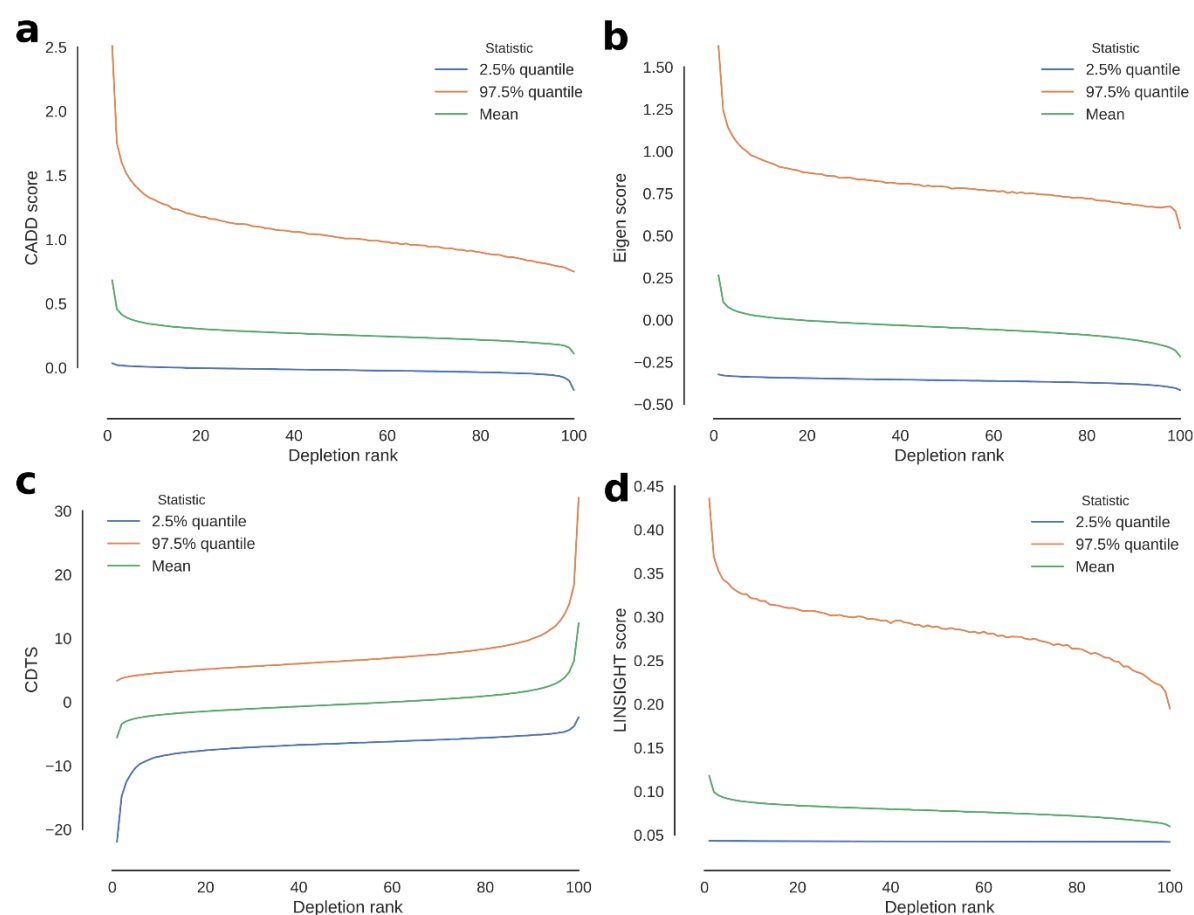 a
2.5
2.0
1.5
1.0
0.5
0.0
CADD score
0
20
40
60
80
100
Depletion rank
Statistic
2.5% quantile
97.5% quantile
Mean
b
1.50
1.25
1.00
0.75
0.50
0.25
0.00
−0.25
−0.50
Eigen score
0
20
40
60
80
100
Depletion rank
Statistic
2.5% quantile
97.5% quantile
Mean
c
30
20
10
0
−10
−20
CDTS
0
20
40
60
80
100
Depletion rank
Statistic
2.5% quantile
97.5% quantile
Mean
d
0.45
0.40
0.35
0.30
0.25
0.20
0.15
0.10
0.05
LINSIGHT score
0
20
40
60
80
100
Depletion rank
Statistic
2.5% quantile
97.5% quantile
Mean